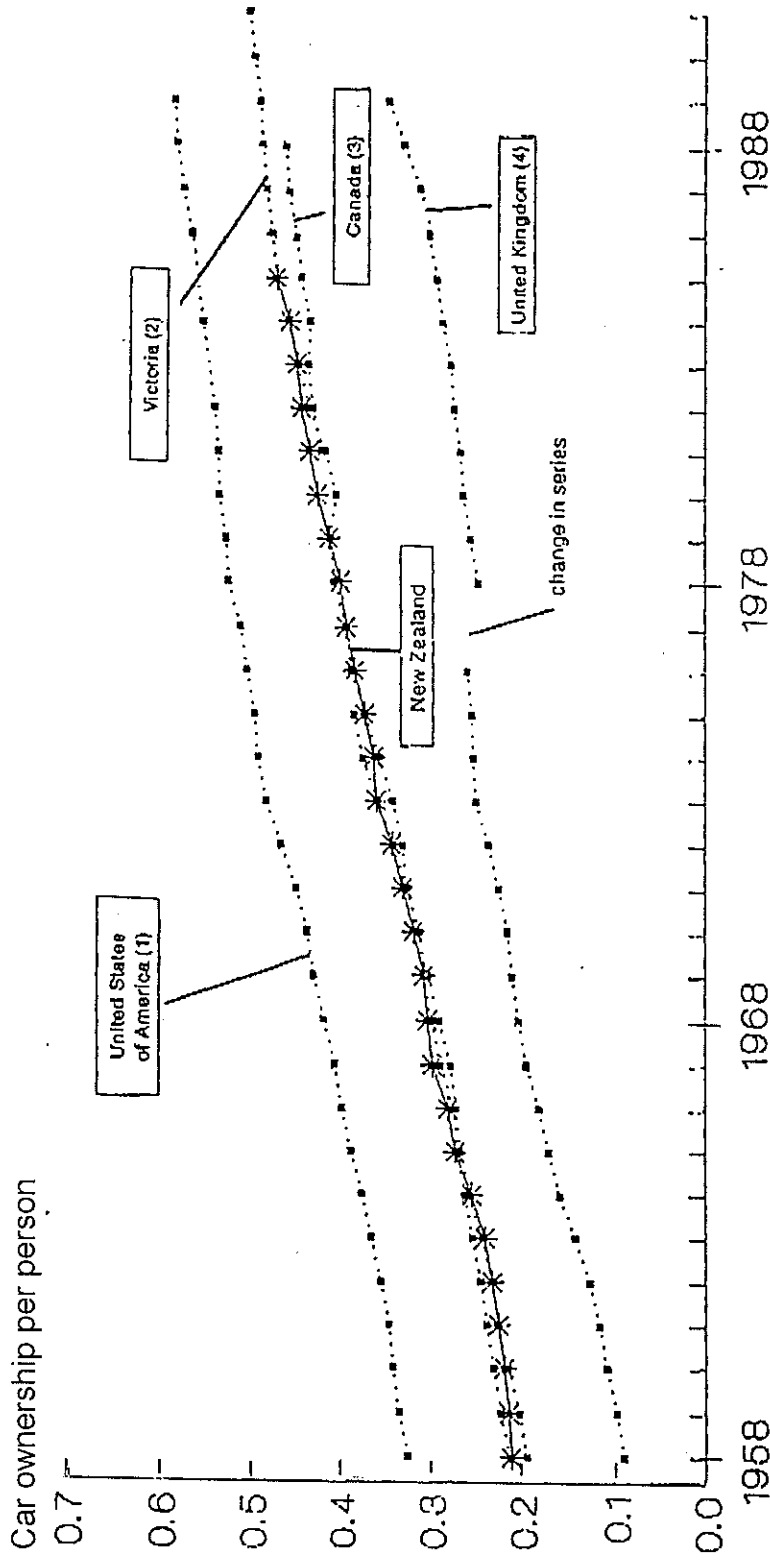 Car ownership per person
0.7
0.6
0.5
0.4
0.3
0.2
0.1
0.0
United States
of America (1)
Victoria (2)
Canada (3)
New Zealand
United Kingdom (4)
change in series
1958
1968
1978
1988